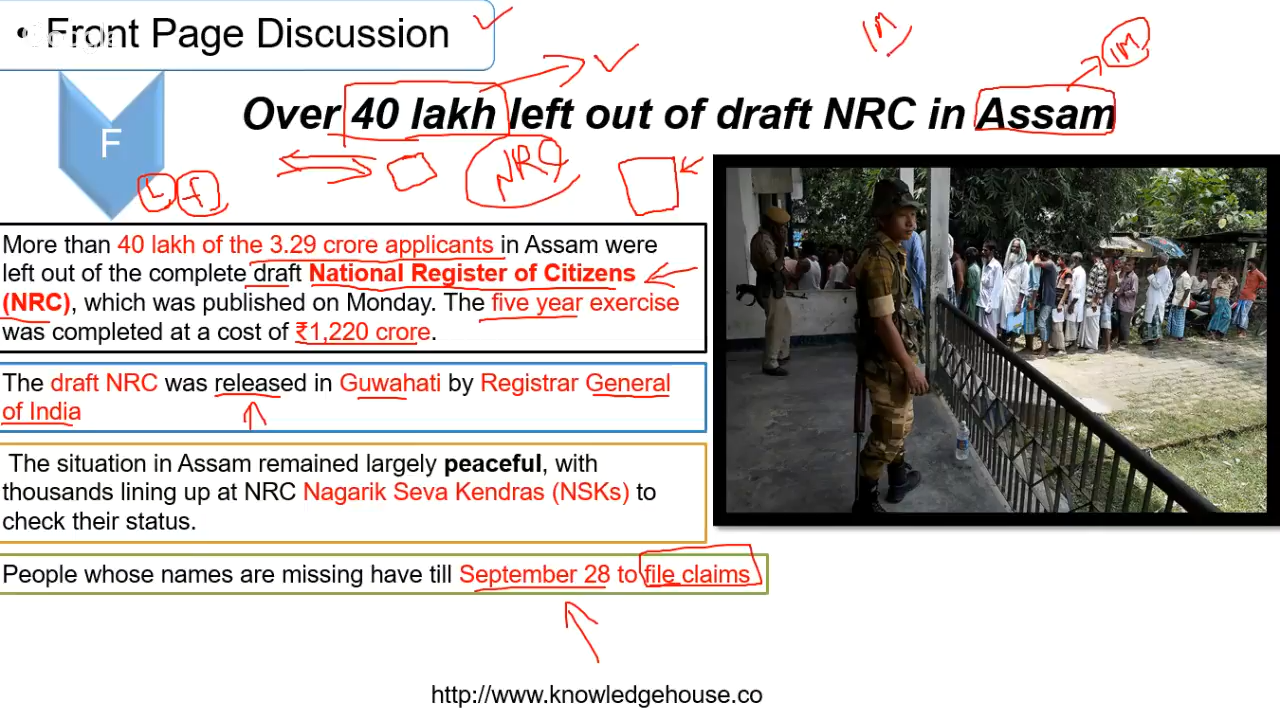 • Front Page Discussion
IM
IM
Over 40 lakh left out of draft NRC in Assam
F
NRC
L f
More than 40 lakh of the 3.29 crore applicants in Assam were
left out of the complete draft National Register of Citizens
(NRC), which was published on Monday. The five year exercise
was completed at a cost of ₹1,220 crore.
The draft NRC was released in Guwahati by Registrar General
of India
The situation in Assam remained largely peaceful, with
thousands lining up at NRC Nagarik Seva Kendras (NSKs) to
check their status.
People whose names are missing have till September 28 to file claims
http://www.knowledgehouse.co